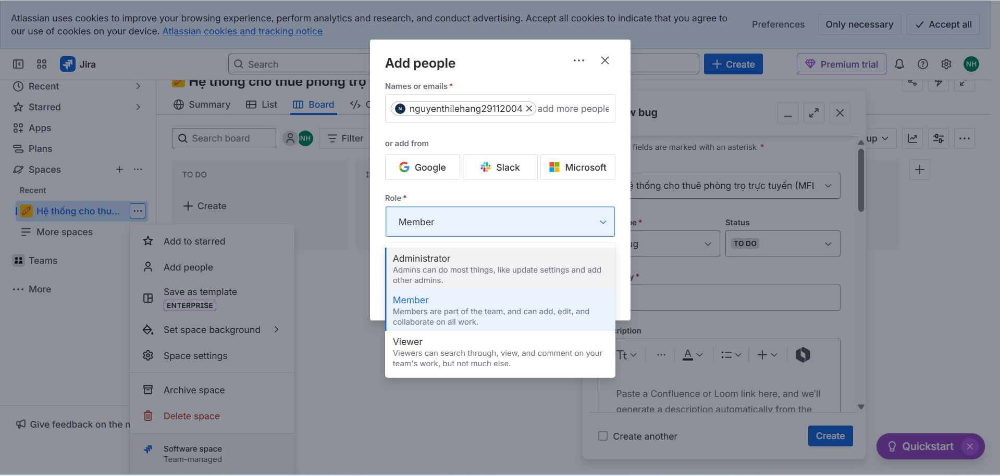 Atlassian uses cookies to improve your browsing experience, perform analytics and research, and conduct advertising. Accept all cookies to indicate that you agree to
our use of cookies on your device. Atlassian cookies and tracking notice
Preferences
Only necessary
Accept all
Jira
Search
Create
Premium trial
NH
Recent
Starred
Apps
Plans
Spaces
Recent
Hệ thống cho thu...
More spaces
Teams
More
Give feedback on the n
Hệ thống cho thuê phòng trọ
Summary
List
Board
Search board
NH
Filter
TO DO
Create
Add to starred
Add people
Save as template
ENTERPRISE
Set space background
Space settings
Archive space
Delete space
Software space
Team-managed
Add people
Names or emails *
N
nguyenthilehang29112004
add more people
or add from
Google
Slack
Microsoft
Role *
Member
Administrator
Admins can do most things, like update settings and add
other admins.
Member
Members are part of the team, and can add, edit, and
collaborate on all work.
Viewer
Viewers can search through, view, and comment on your
team's work, but not much else.
bug
fields are marked with an asterisk *
thống cho thuê phòng trọ trực tuyến (MFL
Status
TO DO
Tt
A
Paste a Confluence or Loom link here, and we'll
generate a description automatically from the
Create another
Create
Quickstart